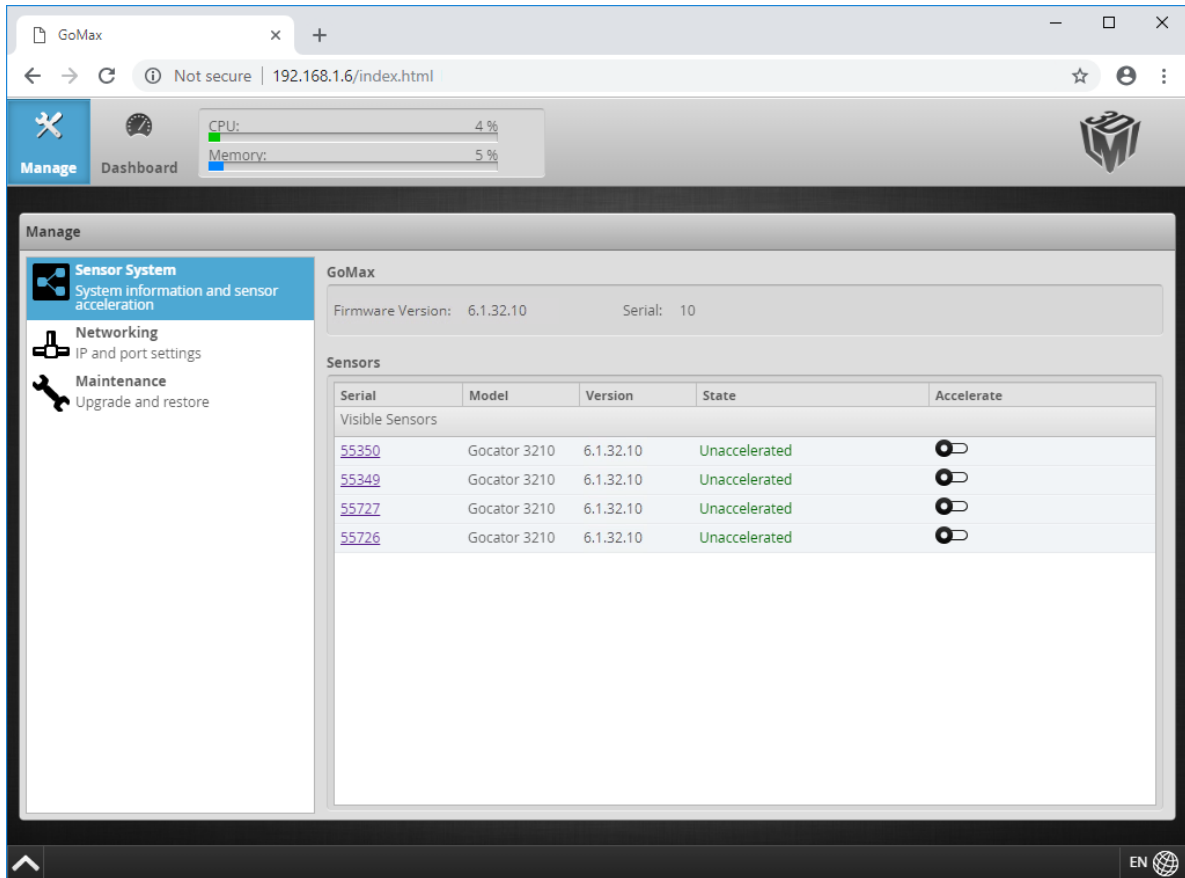 GoMax
Not secure | 192.168.1.6/index.html
CPU: 4 %
Memory: 5 %
Manage Dashboard
LMI3D
Manage
Sensor System
System information and sensor
acceleration
Networking
IP and port settings
Maintenance
Upgrade and restore
GoMax
Firmware Version: 6.1.32.10 Serial: 10
Sensors
Serial Model Version State Accelerate
Visible Sensors
55350 Gocator 3210 6.1.32.10 Unaccelerated
55349 Gocator 3210 6.1.32.10 Unaccelerated
55727 Gocator 3210 6.1.32.10 Unaccelerated
55726 Gocator 3210 6.1.32.10 Unaccelerated
EN